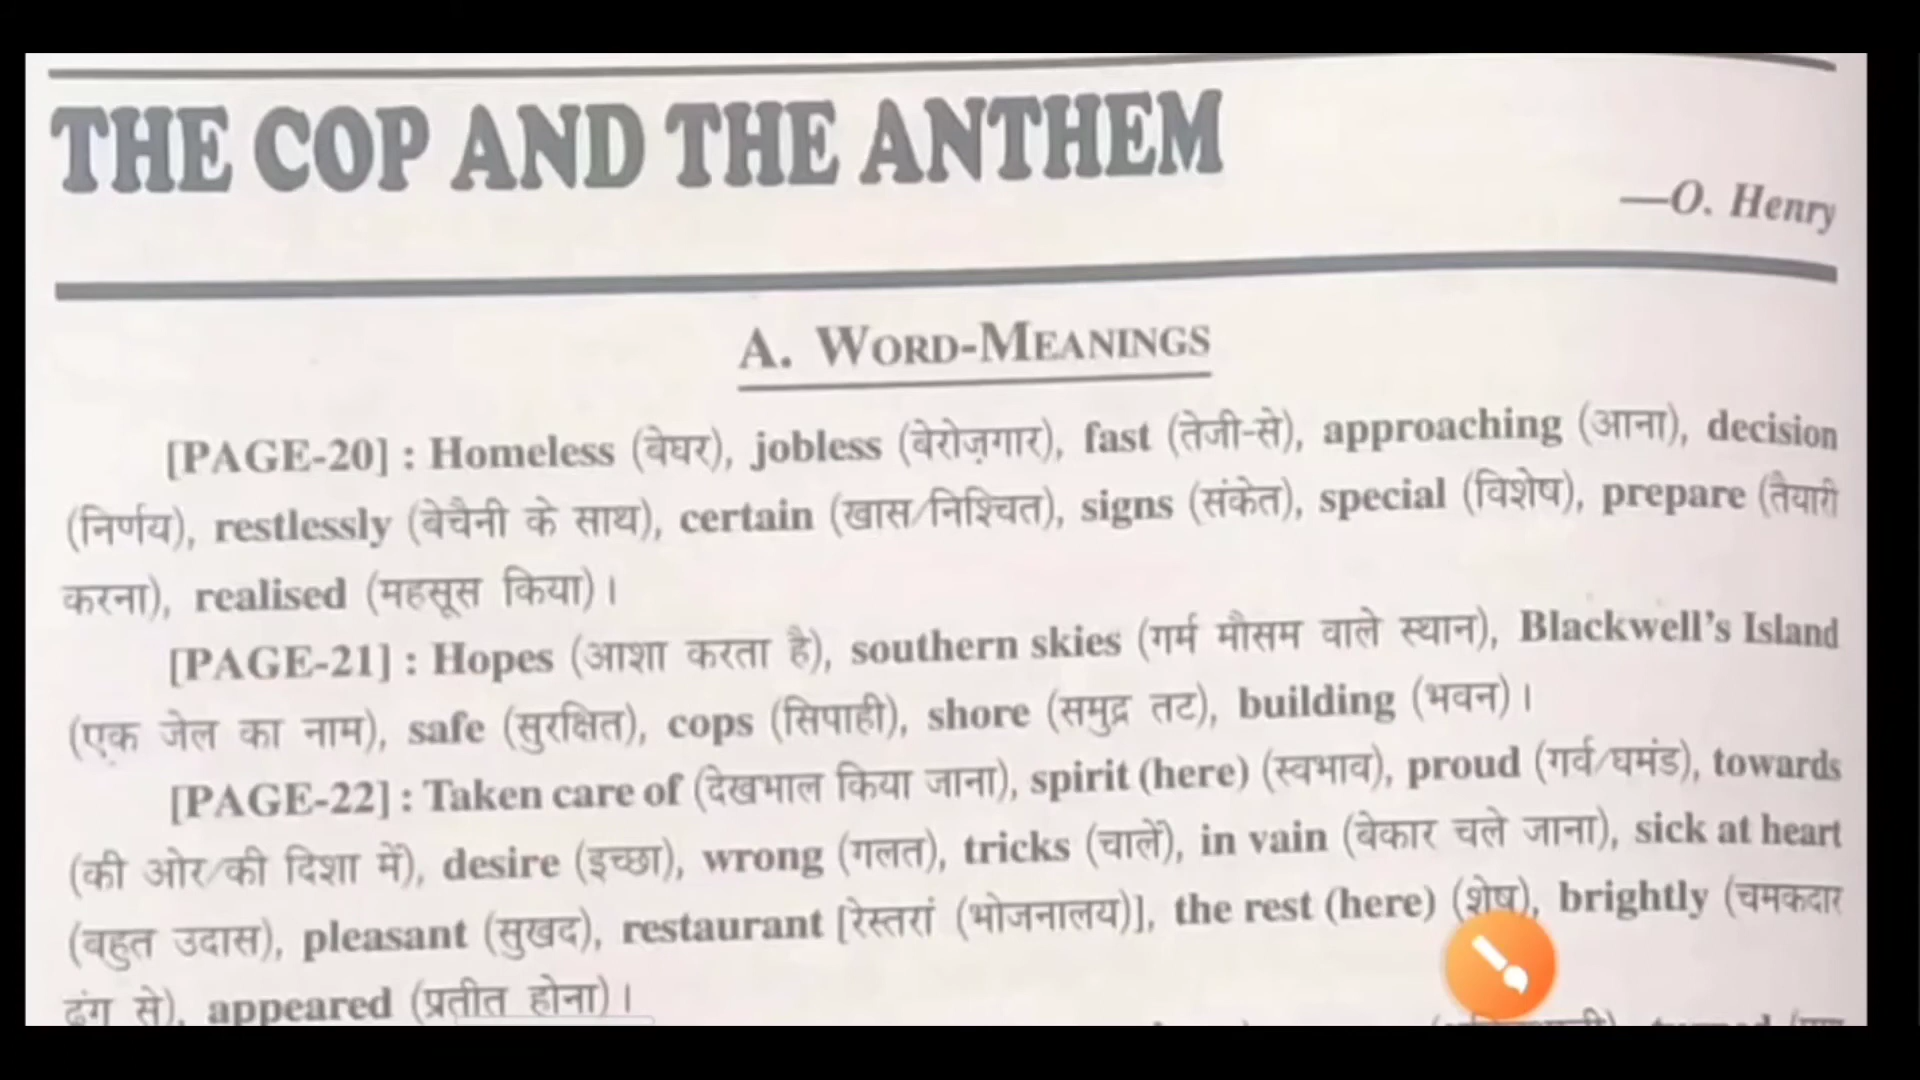 THE COP AND THE ANTHEM
—O. Henry
A. WORD-MEANINGS
[PAGE-20] : Homeless (बेघर), jobless (बेरोज़गार), fast (तेजी-से), approaching (आना), decision
(निर्णय), restlessly (बेचैनी के साथ), certain (खास/निश्चित), signs (संकेत), special (विशेष), prepare (तैयारी
करना), realised (महसूस किया)।
[PAGE-21] : Hopes (आशा करता है), southern skies (गर्म मौसम वाले स्थान), Blackwell's Island
(एक जेल का नाम), safe (सुरक्षित), cops (सिपाही), shore (समुद्र तट), building (भवन)।
[PAGE-22] : Taken care of (देखभाल किया जाना), spirit (here) (स्वभाव), proud (गर्व/घमंड), towards
(की ओर/की दिशा में), desire (इच्छा), wrong (गलत), tricks (चालें), in vain (बेकार चले जाना), sick at heart
(बहुत उदास), pleasant (सुखद), restaurant [रेस्तरां (भोजनालय)], the rest (here) (शेष), brightly (चमकदार
ढंग से), appeared (प्रतीत होना)।